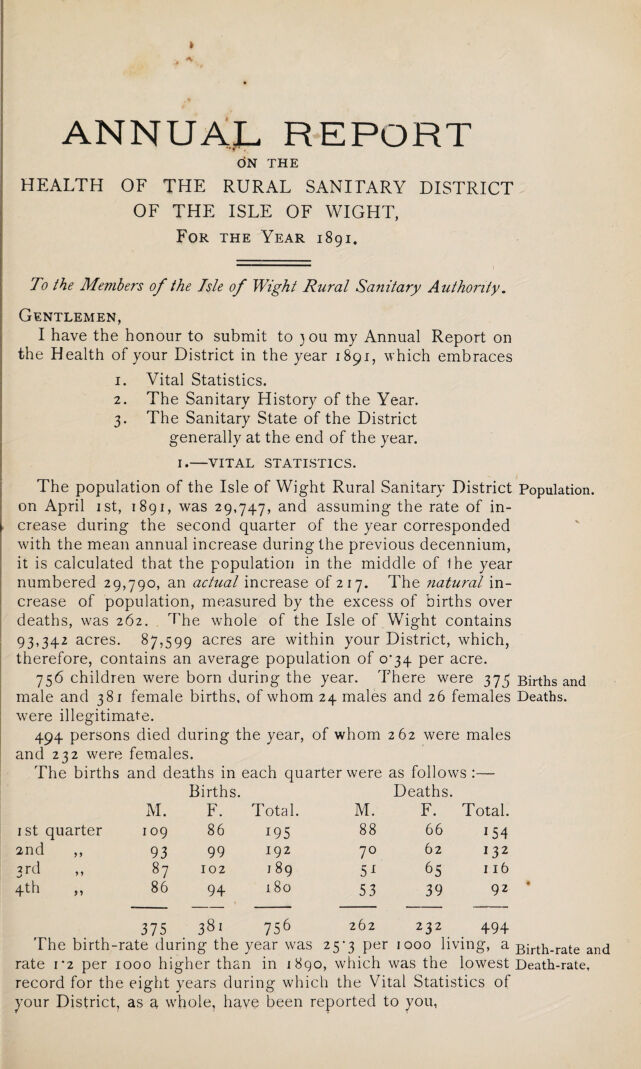 ANNUAL REPORT
ON THE
HEALTH OF THE RURAL SANITARY DISTRICT
OF THE ISLE OF WIGHT,
FOR THE YEAR 1891.
To the Members of the Isle of Wight Rural Sanitary Authority.
GENTLEMEN,
I have the honour to submit to you my Annual Report on
the Health of your District in the year 1891, which embraces
1. Vital Statistics.
2. The Sanitary History of the Year.
3. The Sanitary State of the District
generally at the end of the year.
1.—VITAL STATISTICS.
The population of the Isle of Wight Rural Sanitary District Population.
on April 1st, 1891, was 29,747, and assuming the rate of in-
crease during the second quarter of the year corresponded
with the mean annual increase during the previous decennium,
it is calculated that the population in the middle of the year
numbered 29,790, an actual increase of 217. The natural in-
crease of population, measured by the excess of births over
deaths, was 262. The whole of the Isle of Wight contains
93,342 acres. 87,599 acres are within your District, which,
therefore, contains an average population of 0·34 per acre.
756 children were born during the year. There were 375 Births and
male and 381 female births, of whom 24 males and 26 females Deaths.
were illegitimate.
494 persons died during the year, of whom 262 were males
and 232 were females.
The births and deaths in each quarter were as follows:—
Births. Deaths.
M. F. Total. M. F. Total.
1st quarter 109 86 195 88 66 154
2nd ,, 93 99 192 70 62 132
3rd ,, 87 102 189 51 65 116
4th ,, 86 94 180 53 39 92
375 381 756 262 232 494
The birth-rate during the year was 25·3 per 1000 living, a Birth-rate and
rate 1·2 per 1000 higher than in 1890, which was the lowest Death-rate,
record for the eight years during which the Vital Statistics of
your District, as a whole, have been reported to you,